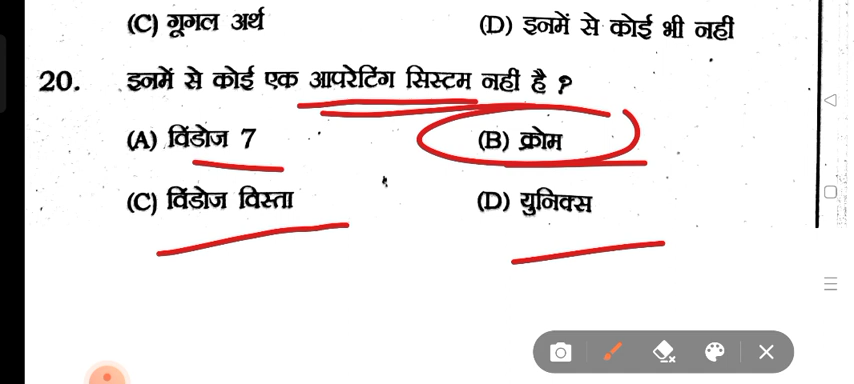 (C) गूगल अर्थ (D) इनमें से कोई भी नहीं
20. इनमें से कोई एक आपरेटिंग सिस्टम नहीं है ?
(A) विंडोज 7 (B) क्रोम
(C) विंडोज विस्ता (D) युनिक्स